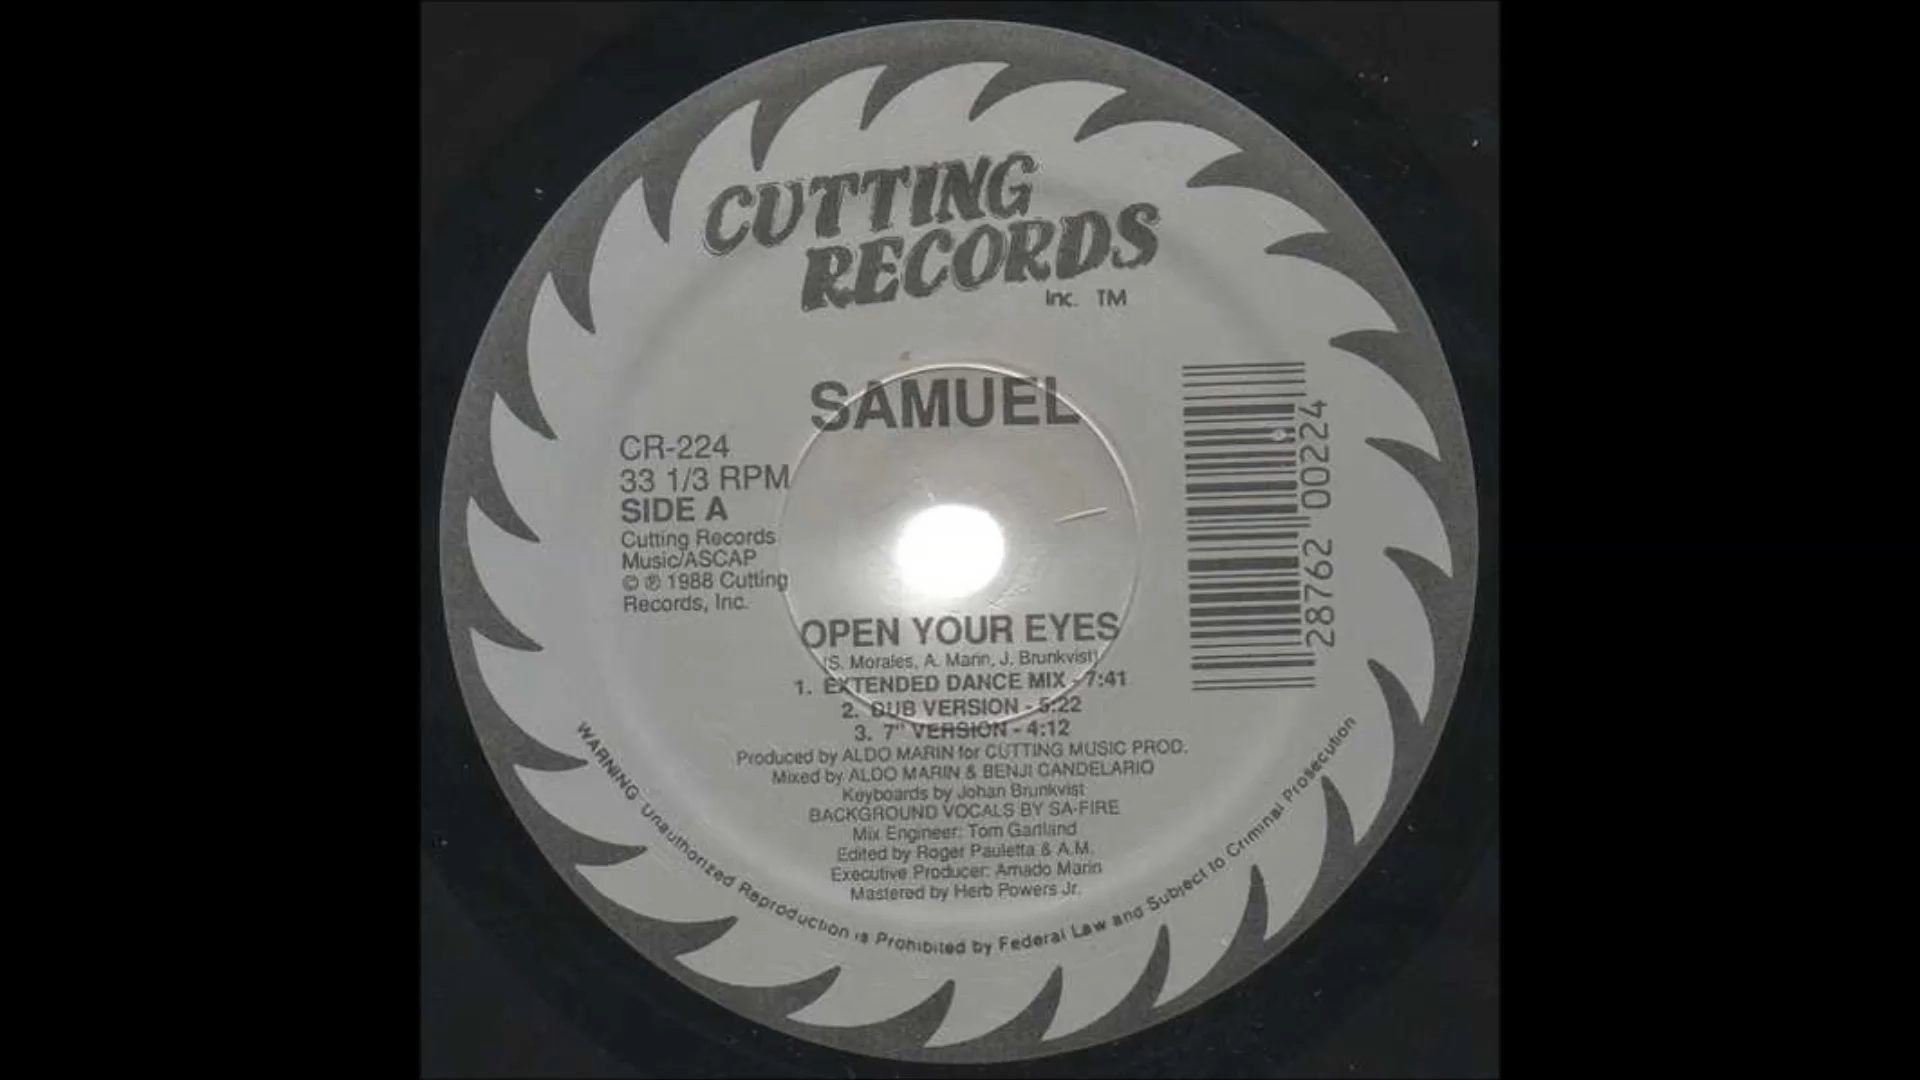 CUTTING
RECORDS
Inc. TM
SAMUEL
CR-224
33 1/3 RPM
SIDE A
Cutting Records
Music/ASCAP
© ℗ 1988 Cutting
Records, Inc.
28762 00224
OPEN YOUR EYES
(S. Morales, A. Marin, J. Brunkvist)
1. EXTENDED DANCE MIX - 7:41
2. DUB VERSION - 5:22
3. 7" VERSION - 4:12
Produced by ALDO MARIN for CUTTING MUSIC PROD.
Mixed by ALDO MARIN & BENJI CANDELARIO
Keyboards by Johan Brunkvist
BACKGROUND VOCALS BY SA-FIRE
Mix Engineer: Tom Gartland
Edited by Roger Pauletta & A.M.
Executive Producer: Amado Marin
Mastered by Herb Powers Jr.
WARNING: Unauthorized Reproduction is Prohibited by Federal Law and Subject to Criminal Prosecution